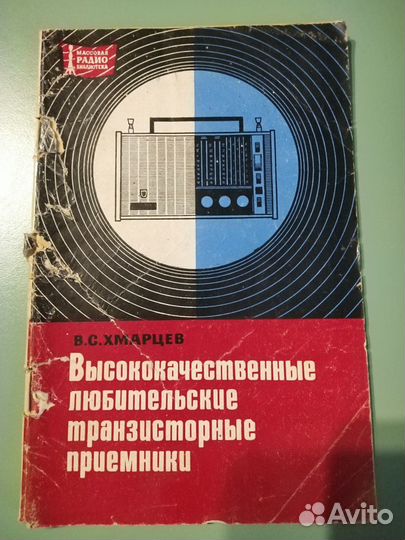 МАССОВАЯ
РАДИО
БИБЛИОТЕКА
В.С.ХМАРЦЕВ
Высококачественные
любительские
транзисторные
приемники
Avito